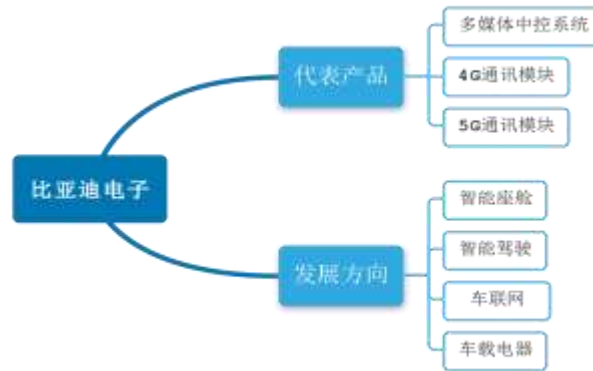 比亚迪电子
代表产品
多媒体中控系统
4G通讯模块
5G通讯模块
发展方向
智能座舱
智能驾驶
车联网
车载电器